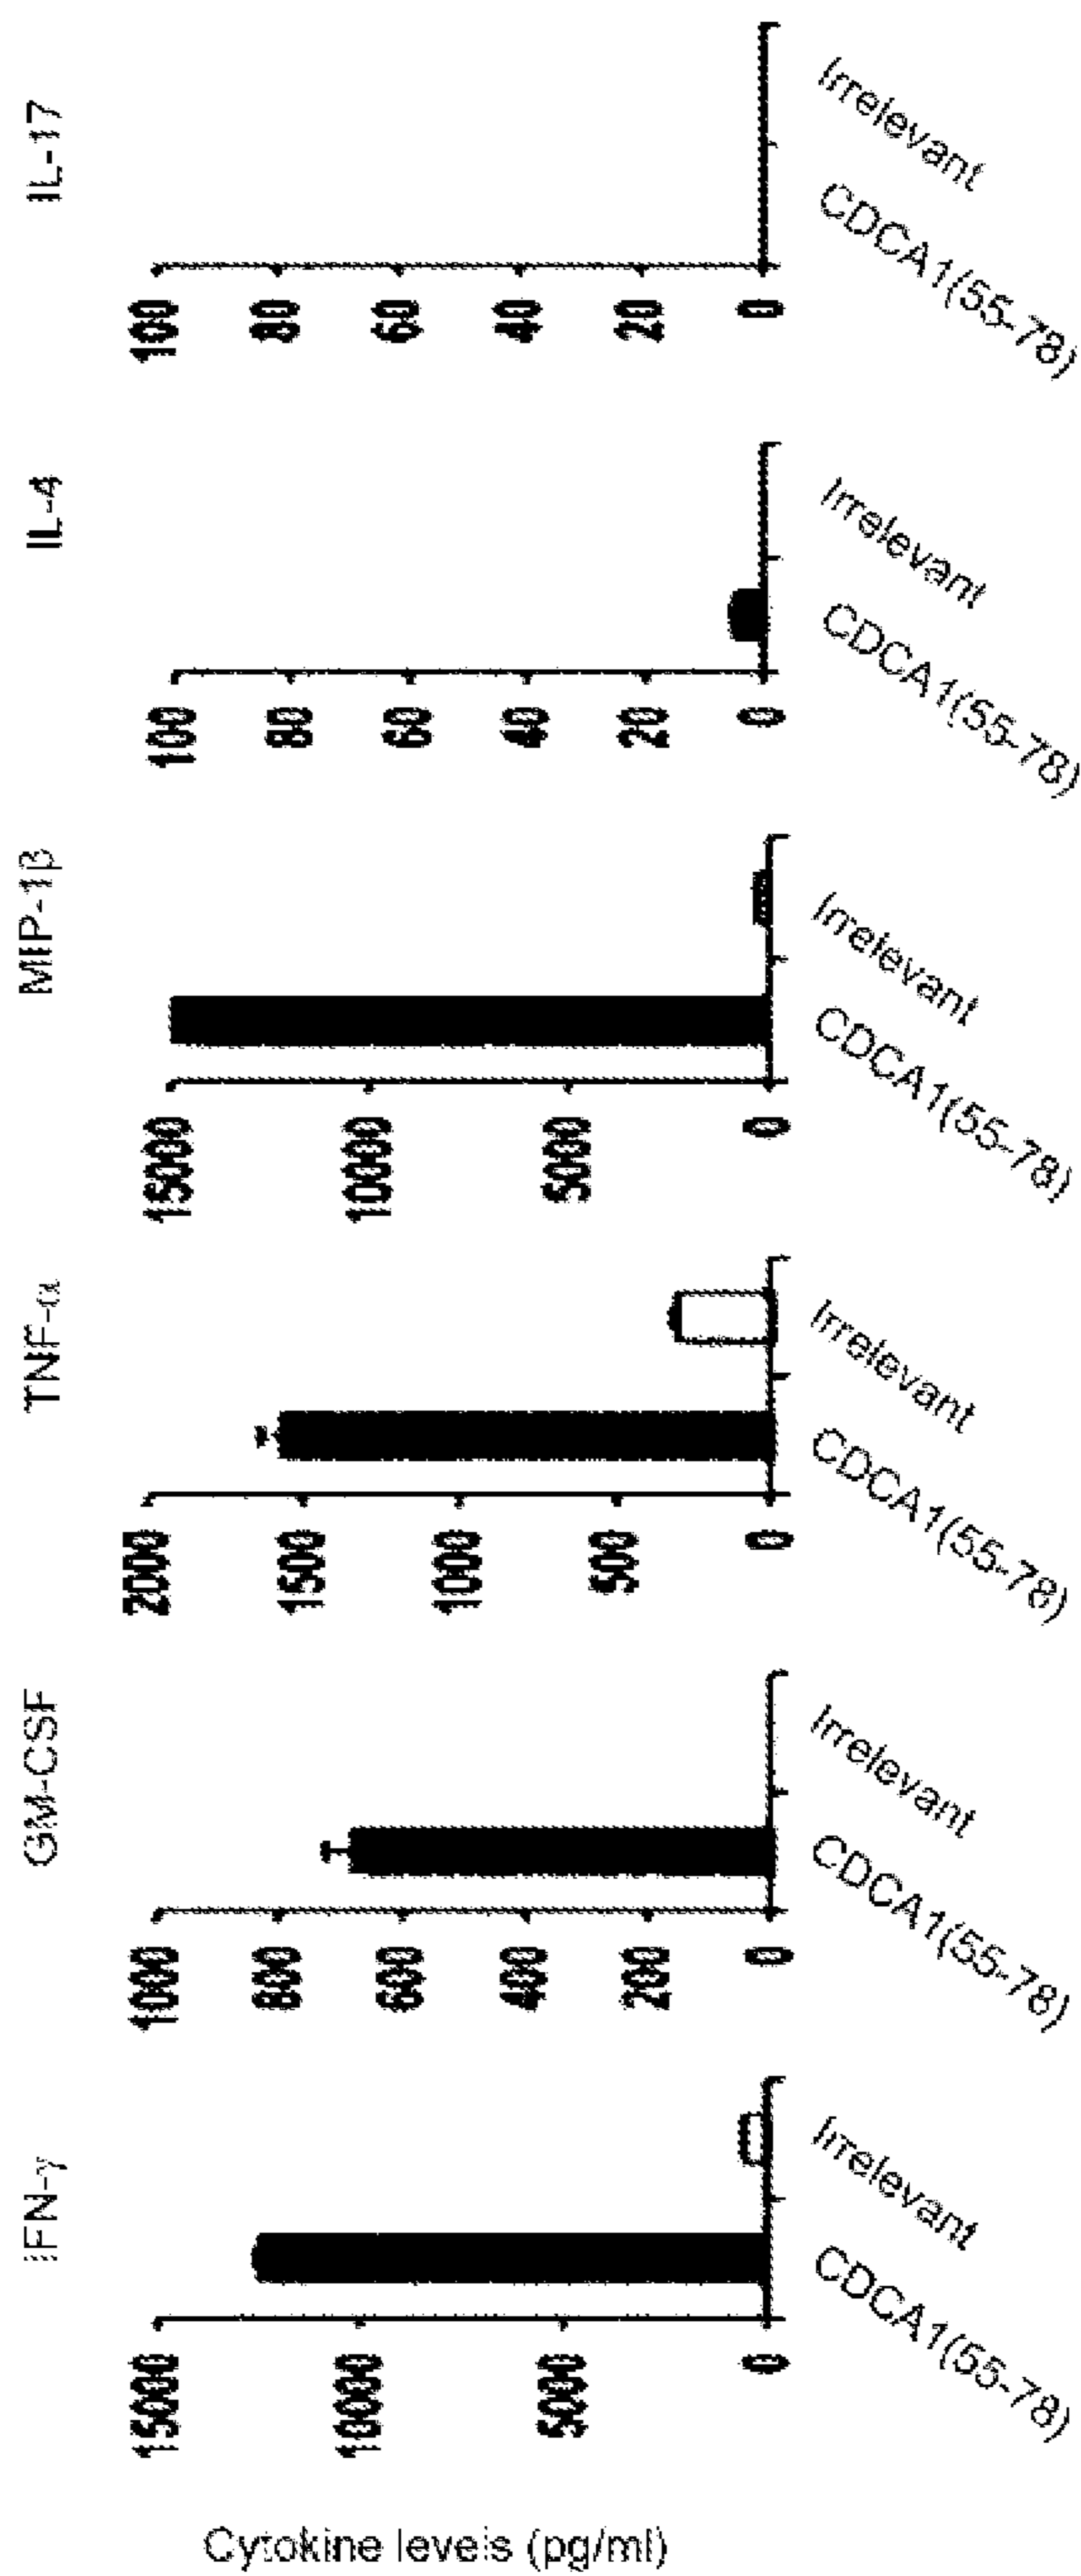 Cytokine levels (pg/ml)
IFN-γ
15000
10000
5000
0
CDCA1(55-78)
Irrelevant
GM-CSF
1000
800
600
400
200
0
CDCA1(55-78)
Irrelevant
TNF-α
2000
1500
1000
500
0
CDCA1(55-78)
Irrelevant
MIP-1β
15000
10000
5000
0
CDCA1(55-78)
Irrelevant
IL-4
100
80
60
40
20
0
CDCA1(55-78)
Irrelevant
IL-17
100
80
60
40
20
0
CDCA1(55-78)
Irrelevant